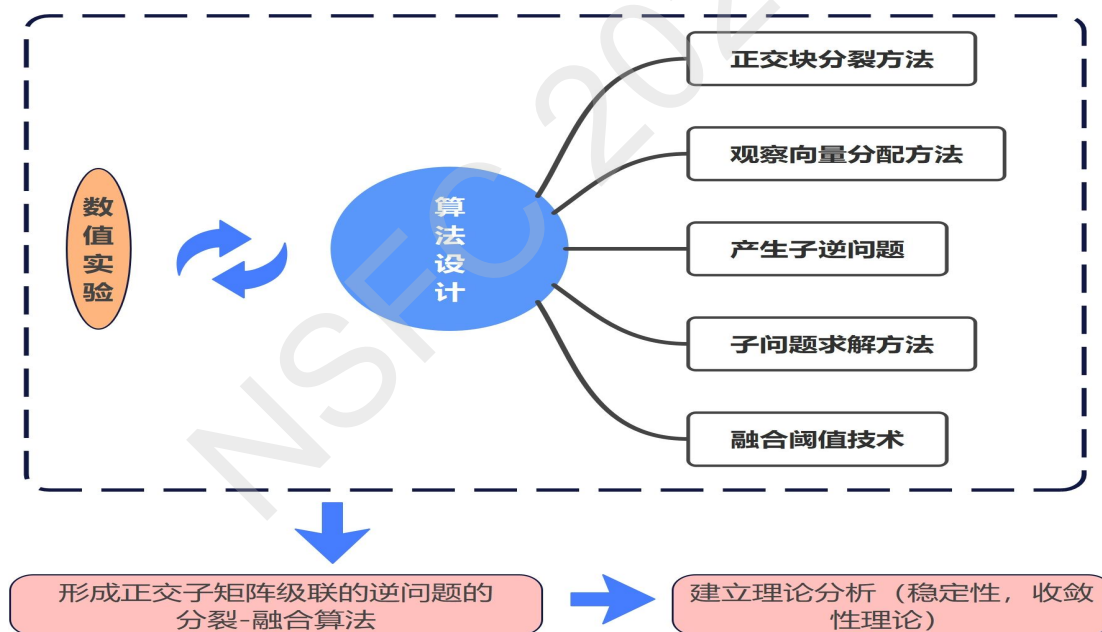 正交块分裂方法
观察向量分配方法
数值实验
算法设计
产生子逆问题
子问题求解方法
融合阈值技术
形成正交子矩阵级联的逆问题的
分裂-融合算法
建立理论分析（稳定性，收敛
性理论）
NSFC 202